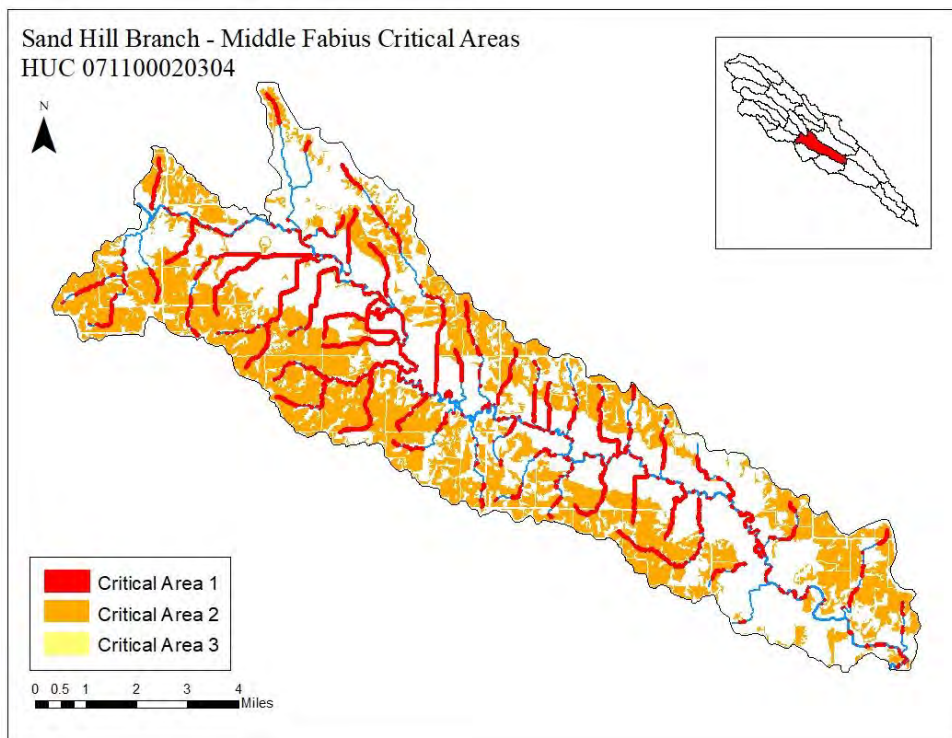 Sand Hill Branch - Middle Fabius Critical Areas
HUC 071100020304
N
Critical Area 1
Critical Area 2
Critical Area 3
0 0.5 1 2 3 4
Miles